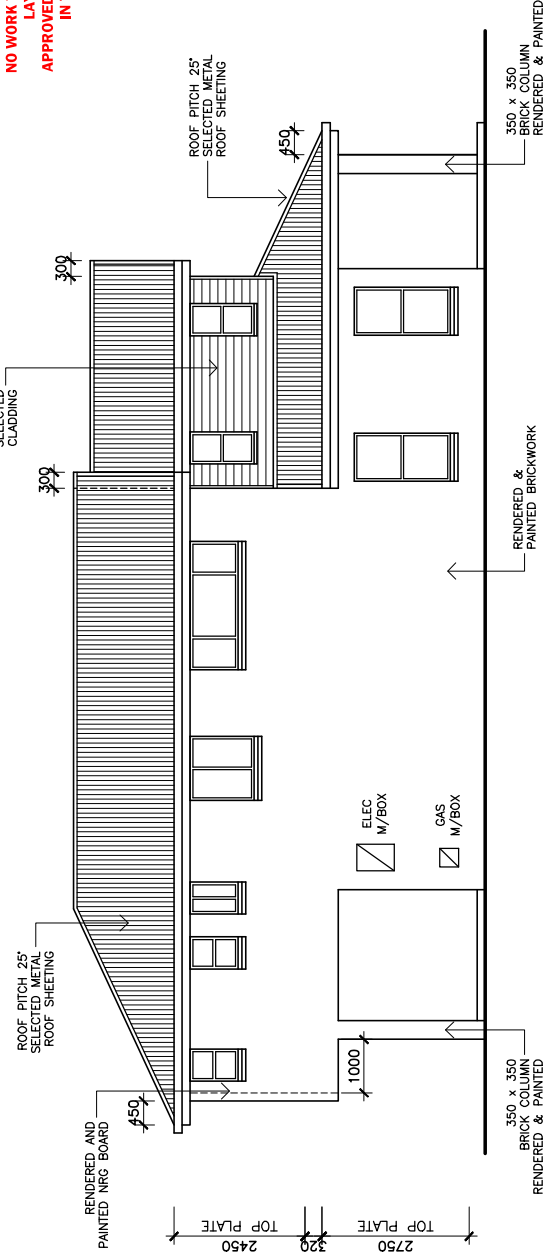 NO WORK
LA
APPROVED
IN
ROOF PITCH 25°
SELECTED METAL
ROOF SHEETING
450
300
CLADDING
300
350 x 350
BRICK COLUMN
RENDERED & PAINTED
RENDERED &
PAINTED BRICKWORK
ELEC
M/BOX
GAS
M/BOX
ROOF PITCH 25°
SELECTED METAL
ROOF SHEETING
RENDERED AND
PAINTED NRG BOARD
450
1000
350 x 350
BRICK COLUMN
RENDERED & PAINTED
2450
TOP PLATE
320
2750
TOP PLATE